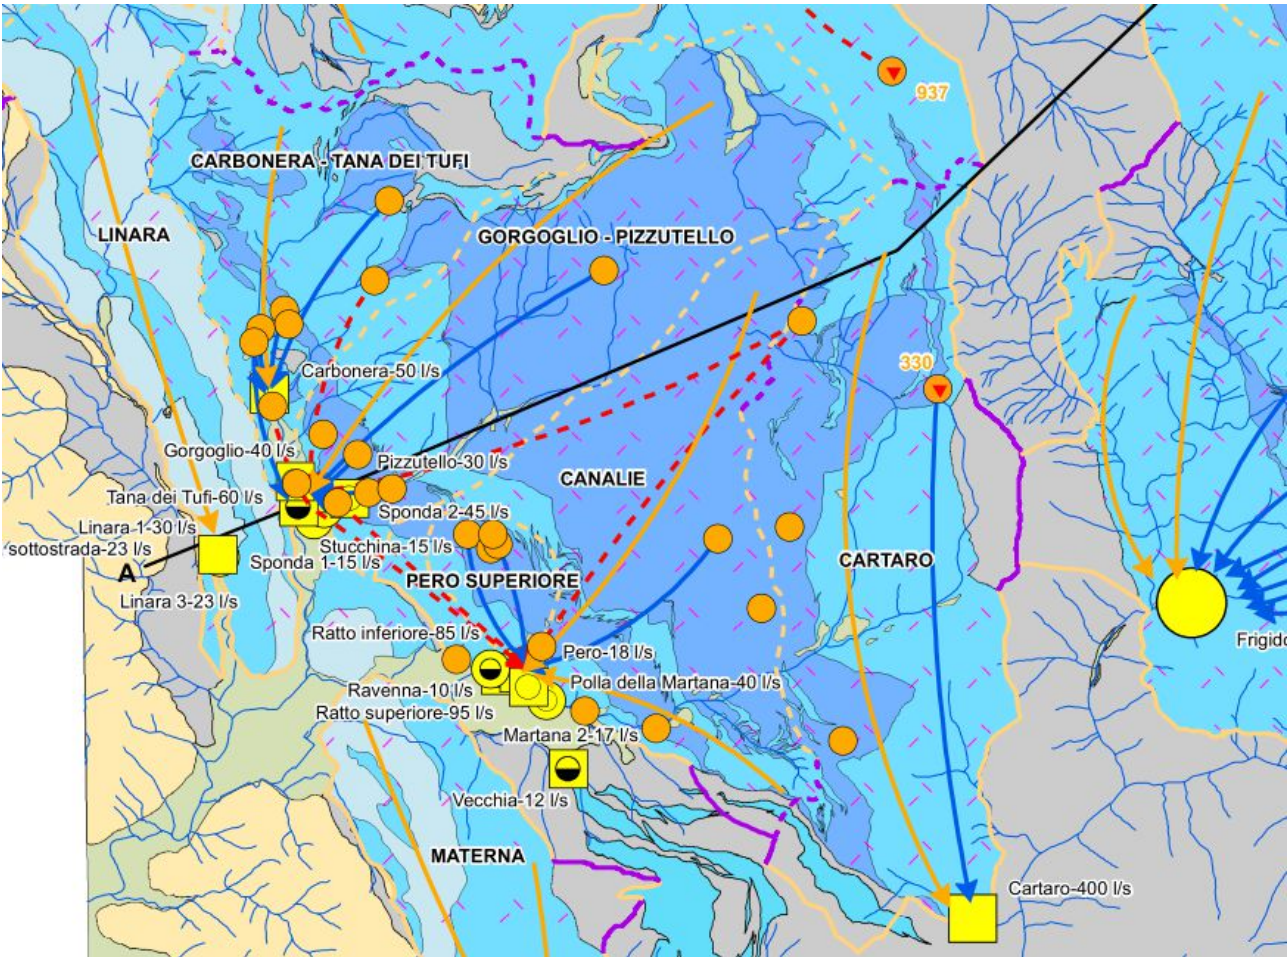 937
CARBONERA - TANA DEI TUFI
LINARA
GORGOGLIO - PIZZUTELLO
330
Carbonera-50 l/s
Gorgoglio-40 l/s
Pizzutello-30 l/s
CANALIE
Tana dei Tufi-60 l/s
Sponda 2-45 l/s
Linara 1-30 l/s
sottostrada-23 l/s
Stucchina-15 l/s
Sponda 1-15 l/s
A
PERO SUPERIORE
CARTARO
Linara 3-23 l/s
Ratto inferiore-85 l/s
Pero-18 l/s
Frigido
Ravenna-10 l/s
Polla della Martana-40 l/s
Ratto superiore-95 l/s
Martana 2-17 l/s
Vecchia-12 l/s
MATERNA
Cartaro-400 l/s